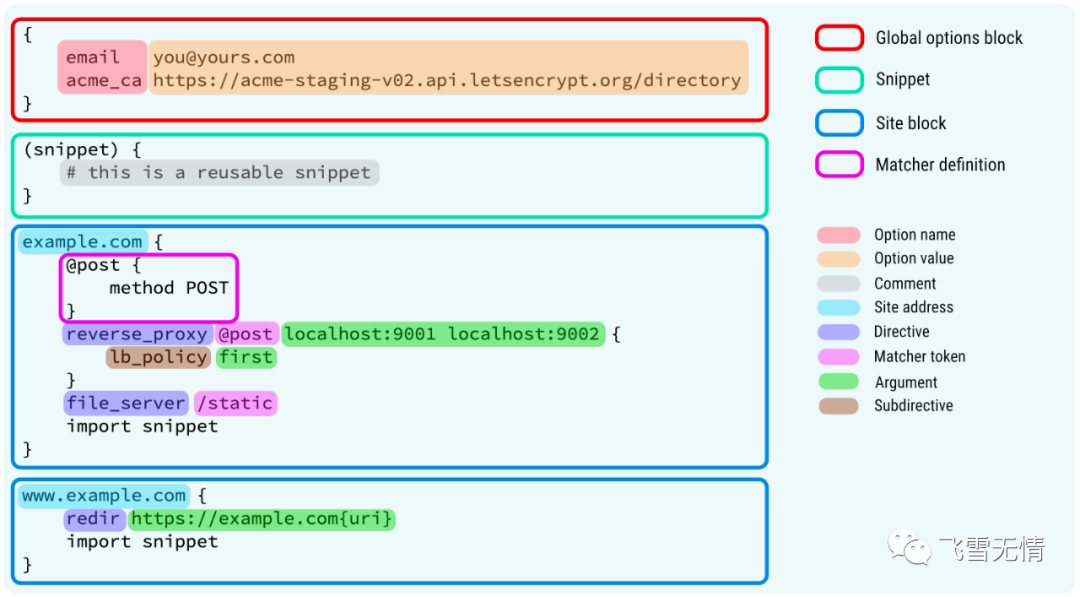 {
email you@yours.com
acme_ca https://acme-staging-v02.api.letsencrypt.org/directory
}
(snippet) {
# this is a reusable snippet
}
example.com {
@post {
method POST
}
reverse_proxy @post localhost:9001 localhost:9002 {
lb_policy first
}
file_server /static
import snippet
}
www.example.com {
redir https://example.com{uri}
import snippet
}
Global options block
Snippet
Site block
Matcher definition
Option name
Option value
Comment
Site address
Directive
Matcher token
Argument
Subdirective
飞雪无情